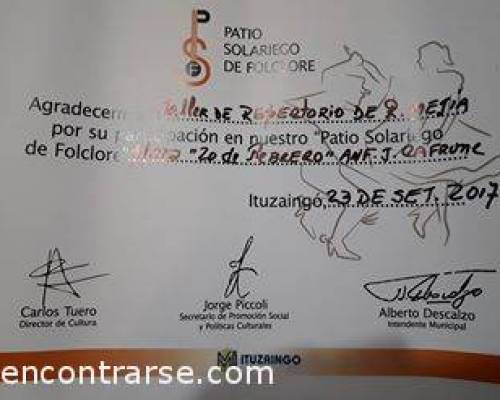 PATIO
SOLARIEGO
DE FOLCLORE
Agradecem Taller DE REPERTORIO DE R. MEJÍA
por su participación en nuestro "Patio Solariego
de Folclore Plaza "20 de FEBRERO" ANF. J. CAFRUNE
Ituzaingó, 23 DE SET. 2017
Carlos Tuero
Director de Cultura
Jorge Piccoli
Secretario de Promoción Social
y Políticas Culturales
Alberto Descalzo
Intendente Municipal
ITUZAINGO
encontrarse.com